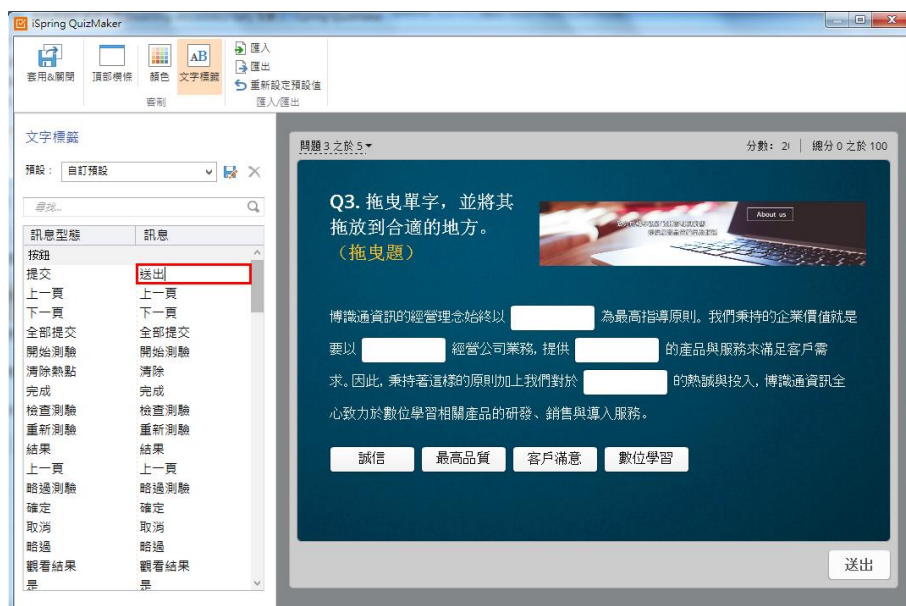 iSpring QuizMaker
套用&關閉
頂部橫條
顏色
文字標籤
匯入
匯出
重新設定預設值
客制
匯入/匯出
文字標籤
預設： 自訂預設
尋找...
訊息型態 訊息
按鈕
提交 送出
上一頁 上一頁
下一頁 下一頁
全部提交 全部提交
開始測驗 開始測驗
清除熱點 清除
完成 完成
檢查測驗 檢查測驗
重新測驗 重新測驗
結果 結果
上一頁 上一頁
略過測驗 略過測驗
確定 確定
取消 取消
略過 略過
觀看結果 觀看結果
是 是
問題 3 之於 5
分數： 2 | 總分 0 之於 100
Q3. 拖曳單字，並將其
拖放到合適的地方。
（拖曳題）
About us
博識通資訊的經營理念始終以 為最高指導原則。我們秉持的企業價值就是
要以 經營公司業務, 提供 的產品與服務來滿足客戶需
求。因此, 秉持著這樣的原則加上我們對於 的熱誠與投入, 博識通資訊全
心致力於數位學習相關產品的研發、銷售與導入服務。
誠信 最高品質 客戶滿意 數位學習
送出